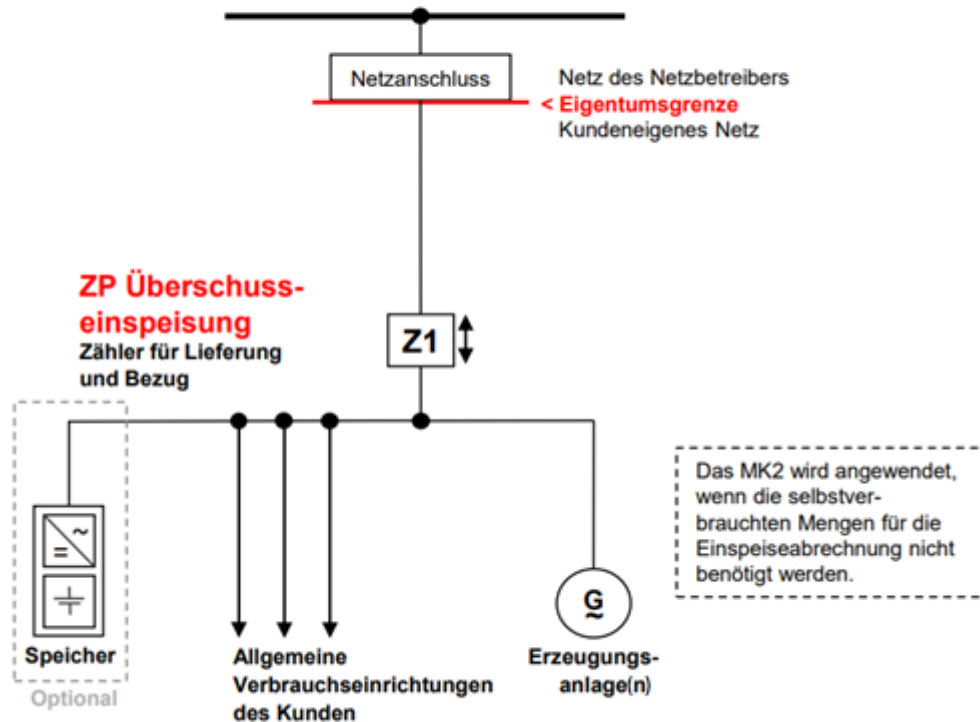 Netzanschluss
Netz des Netzbetreibers
< Eigentumsgrenze
Kundeneigenes Netz
ZP Überschuss-
einspeisung
Zähler für Lieferung
und Bezug
Z1
Das MK2 wird angewendet,
wenn die selbstver-
brauchten Mengen für die
Einspeiseabrechnung nicht
benötigt werden.
~
=
G
~
Speicher
Optional
Allgemeine
Verbrauchseinrichtungen
des Kunden
Erzeugungs-
anlage(n)